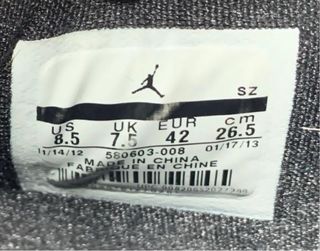 SZ
US UK EUR cm
8.5 7.5 42 26.5
11/14/12 580603-008 01/17/13
MADE IN CHINA
FABRIQUE EN CHINE